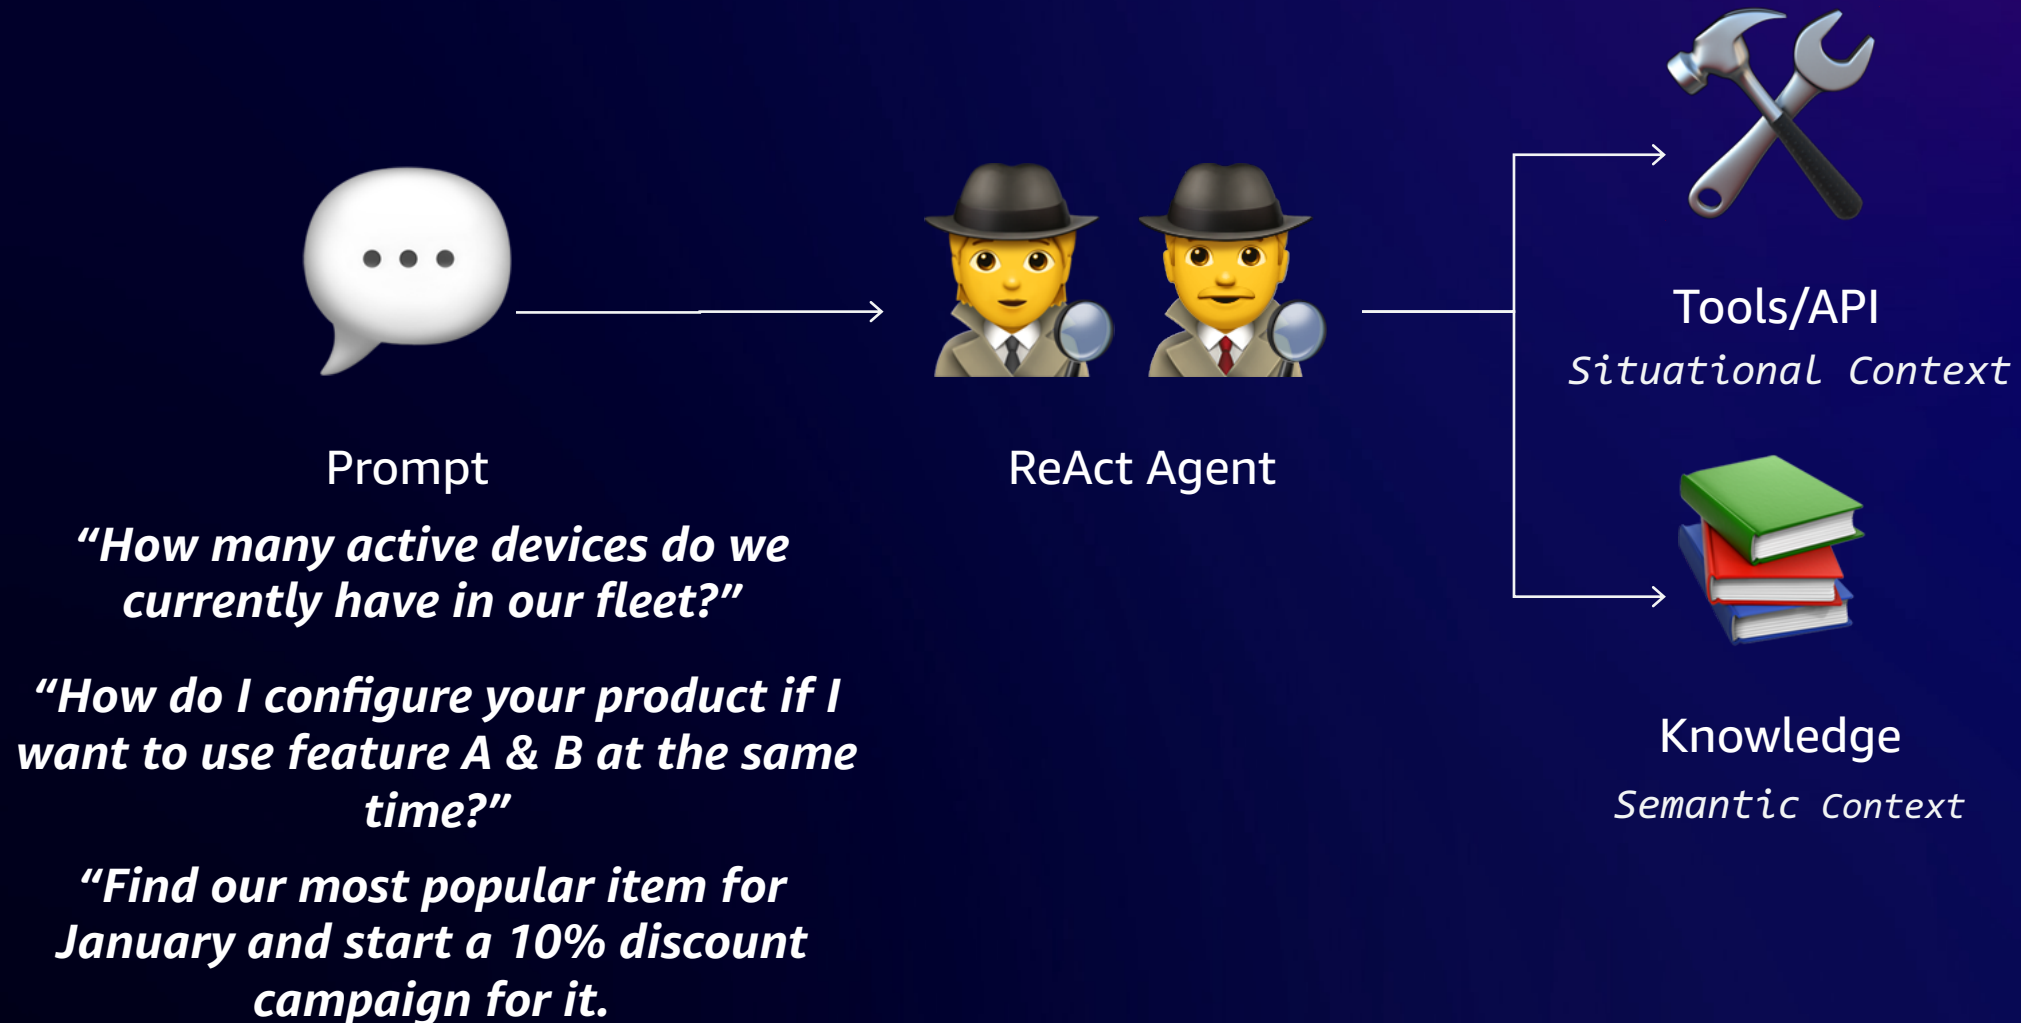 Prompt
“How many active devices do we
currently have in our fleet?”
“How do I configure your product if I
want to use feature A & B at the same
time?”
“Find our most popular item for
January and start a 10% discount
campaign for it.
ReAct Agent
Tools/API
Situational Context
Knowledge
Semantic Context